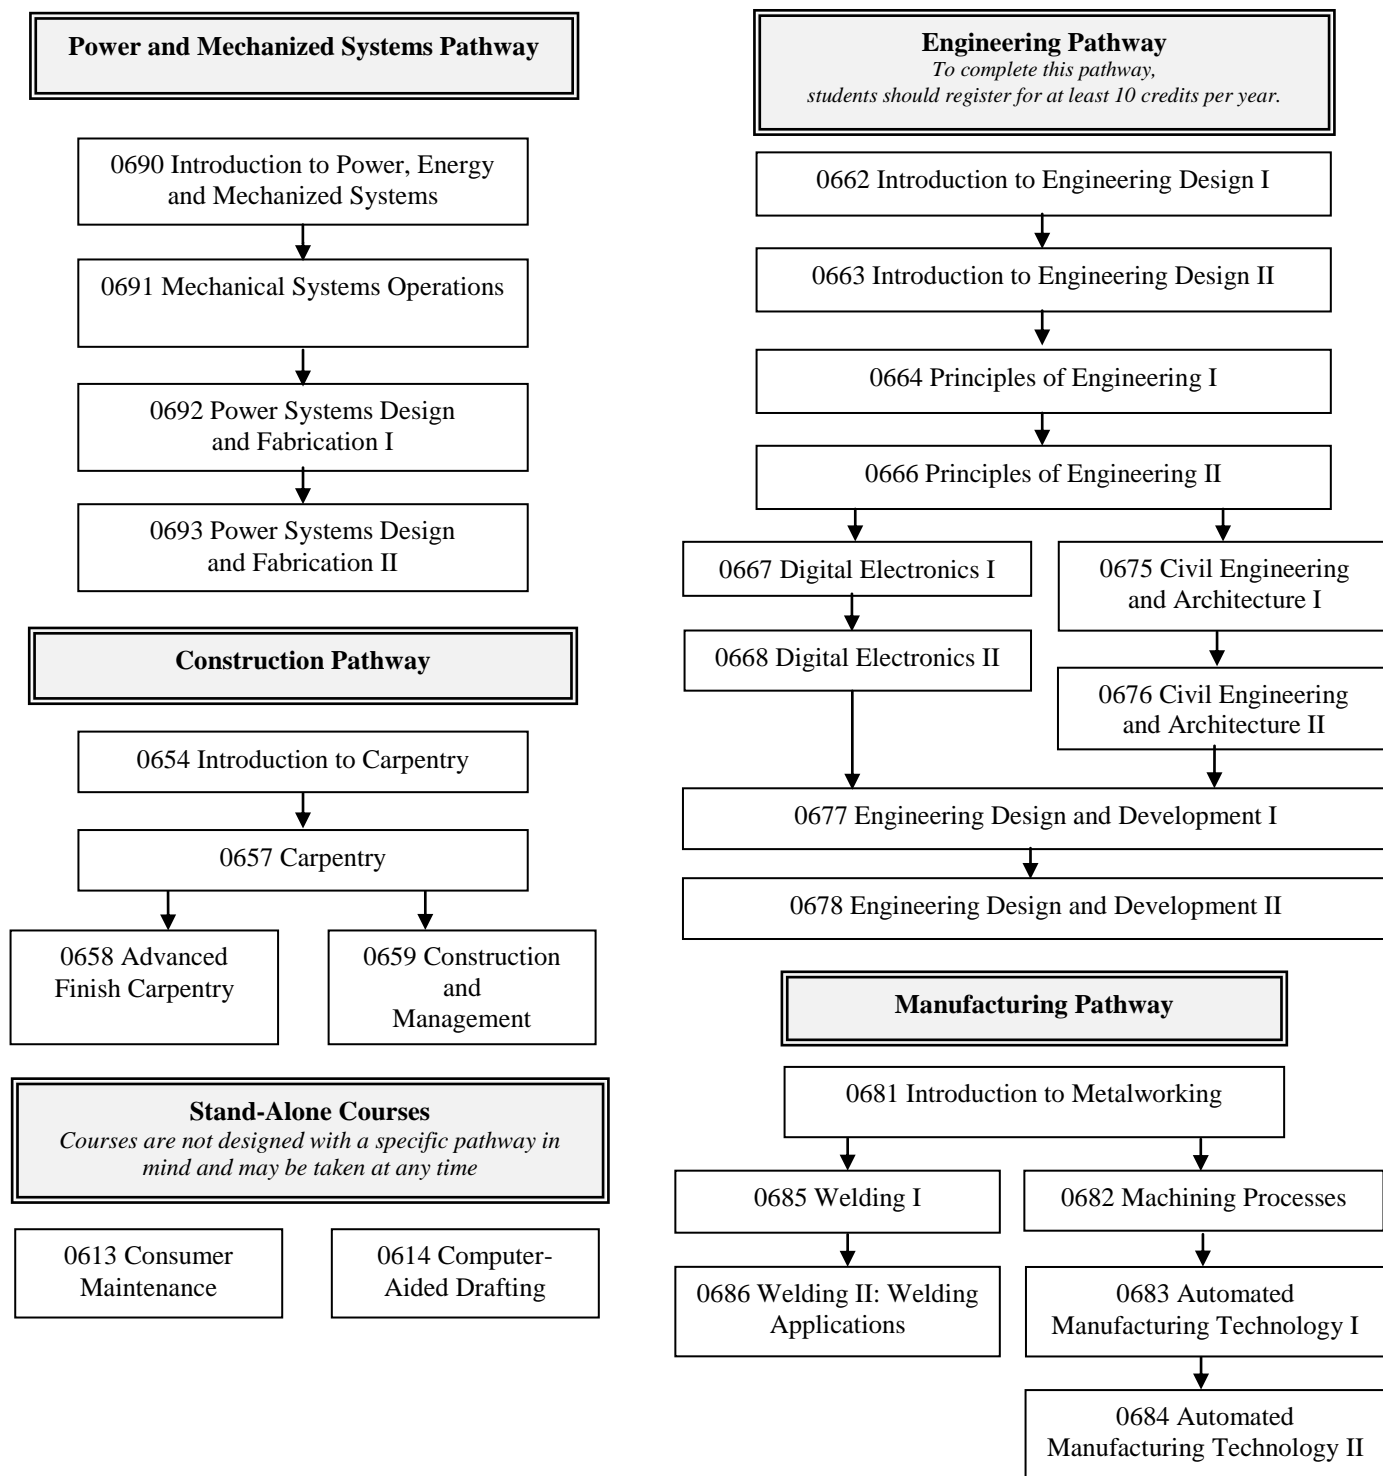 Power and Mechanized Systems Pathway
0690 Introduction to Power, Energy
and Mechanized Systems
0691 Mechanical Systems Operations
0692 Power Systems Design
and Fabrication I
0693 Power Systems Design
and Fabrication II
Construction Pathway
0654 Introduction to Carpentry
0657 Carpentry
0658 Advanced
Finish Carpentry
0659 Construction
and
Management
Stand-Alone Courses
Courses are not designed with a specific pathway in
mind and may be taken at any time
0613 Consumer
Maintenance
0614 Computer-
Aided Drafting
Engineering Pathway
To complete this pathway,
students should register for at least 10 credits per year.
0662 Introduction to Engineering Design I
0663 Introduction to Engineering Design II
0664 Principles of Engineering I
0666 Principles of Engineering II
0667 Digital Electronics I
0668 Digital Electronics II
0675 Civil Engineering
and Architecture I
0676 Civil Engineering
and Architecture II
0677 Engineering Design and Development I
0678 Engineering Design and Development II
Manufacturing Pathway
0681 Introduction to Metalworking
0685 Welding I
0686 Welding II: Welding
Applications
0682 Machining Processes
0683 Automated
Manufacturing Technology I
0684 Automated
Manufacturing Technology II